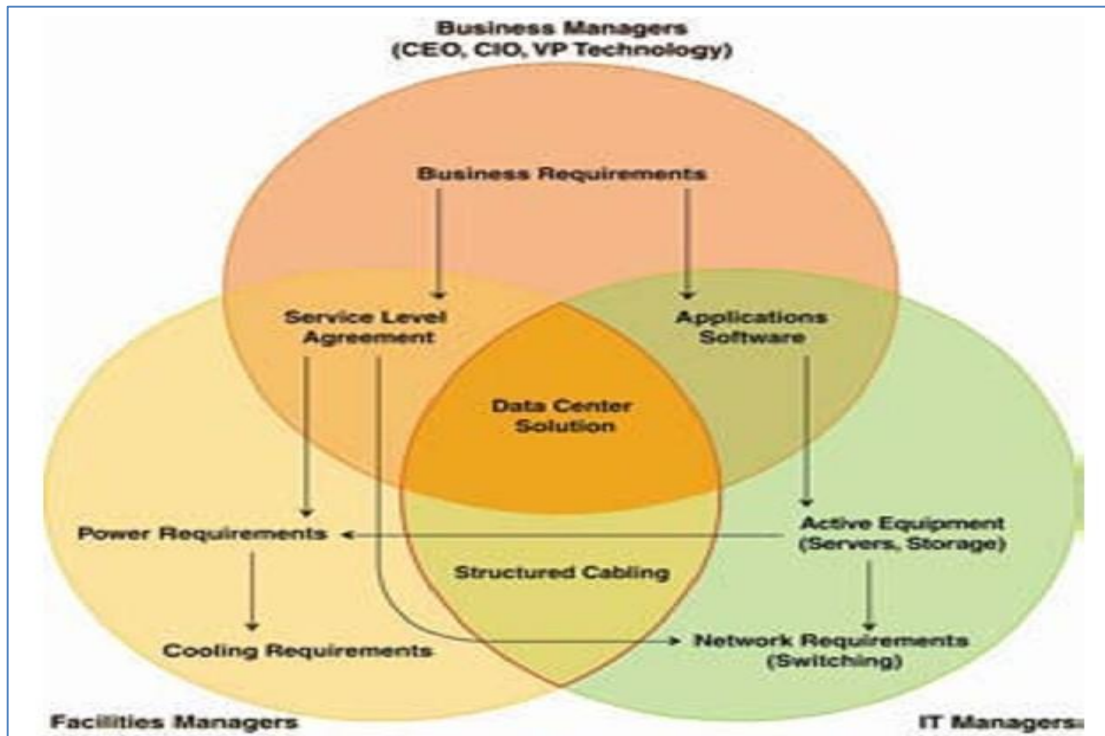 Business Managers
(CEO, CIO, VP Technology)
Business Requirements
Service Level
Agreement
Applications
Software
Data Center
Solution
Power Requirements
Active Equipment
(Servers, Storage)
Structured Cabling
Cooling Requirements
Network Requirements
(Switching)
Facilities Managers
IT Managers